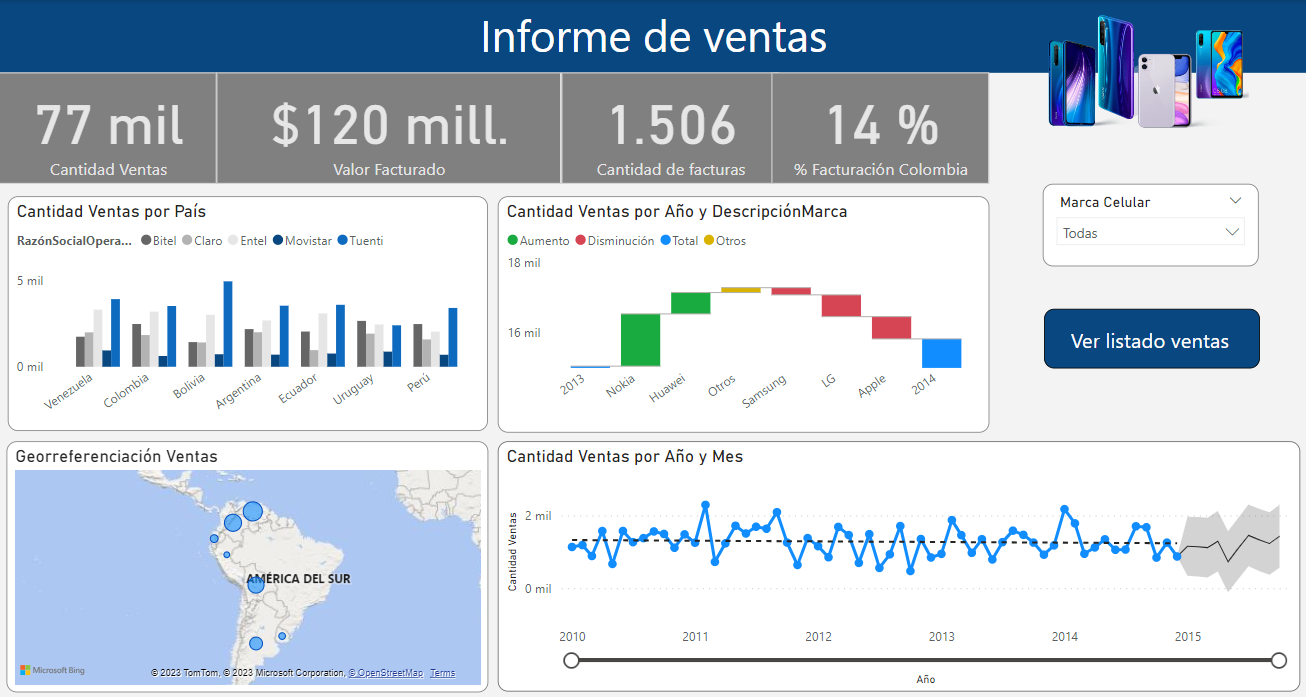 Informe de ventas
77 mil
Cantidad Ventas
$120 mill.
Valor Facturado
1.506
Cantidad de facturas
14 %
% Facturación Colombia
Marca Celular
Todas
Ver listado ventas
Cantidad Ventas por País
RazónSocialOpera... Bitel Claro Entel Movistar Tuenti
5 mil
0 mil
Venezuela Colombia Bolivia Argentina Ecuador Uruguay Perú
Cantidad Ventas por Año y DescripciónMarca
Aumento Disminución Total Otros
18 mil
16 mil
2013 Nokia Huawei Otros Samsung LG Apple 2014
Georreferenciación Ventas
AMÉRICA DEL SUR
Microsoft Bing
© 2023 TomTom, © 2023 Microsoft Corporation, © OpenStreetMap Terms
Cantidad Ventas por Año y Mes
Cantidad Ventas
2 mil
0 mil
2010 2011 2012 2013 2014 2015
Año